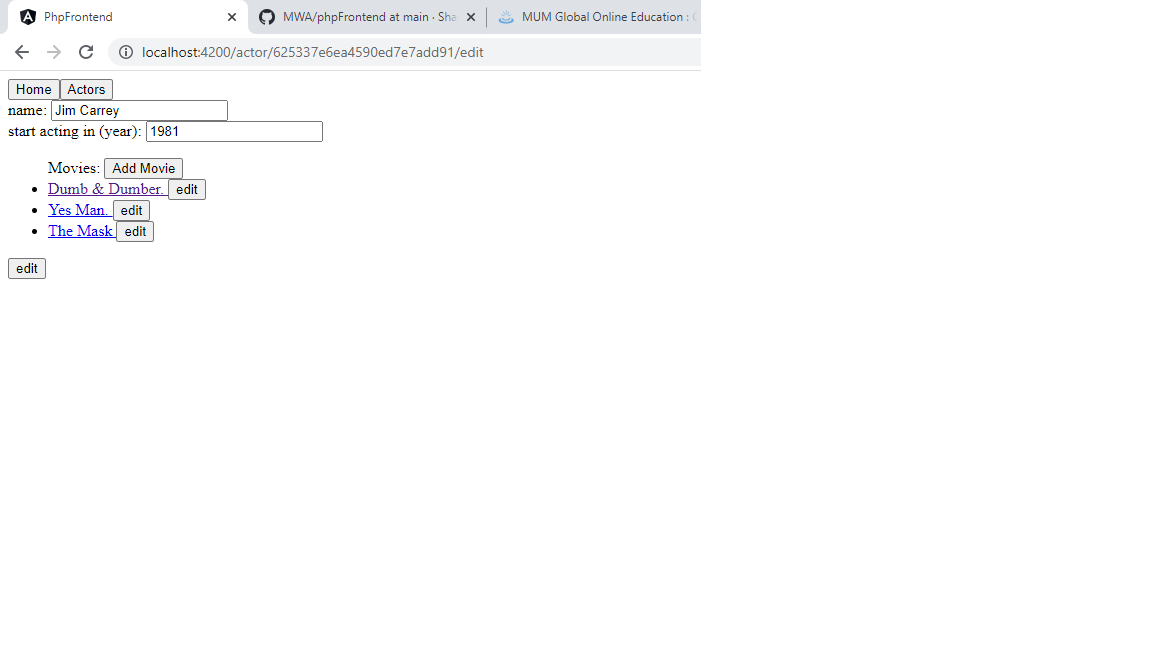 PhpFrontend
MWA/phpFrontend at main · Sha
MUM Global Online Education :
localhost:4200/actor/625337e6ea4590ed7e7add91/edit
Home Actors
name: Jim Carrey
start acting in (year): 1981
Movies: Add Movie
Dumb & Dumber. edit
Yes Man. edit
The Mask edit
edit